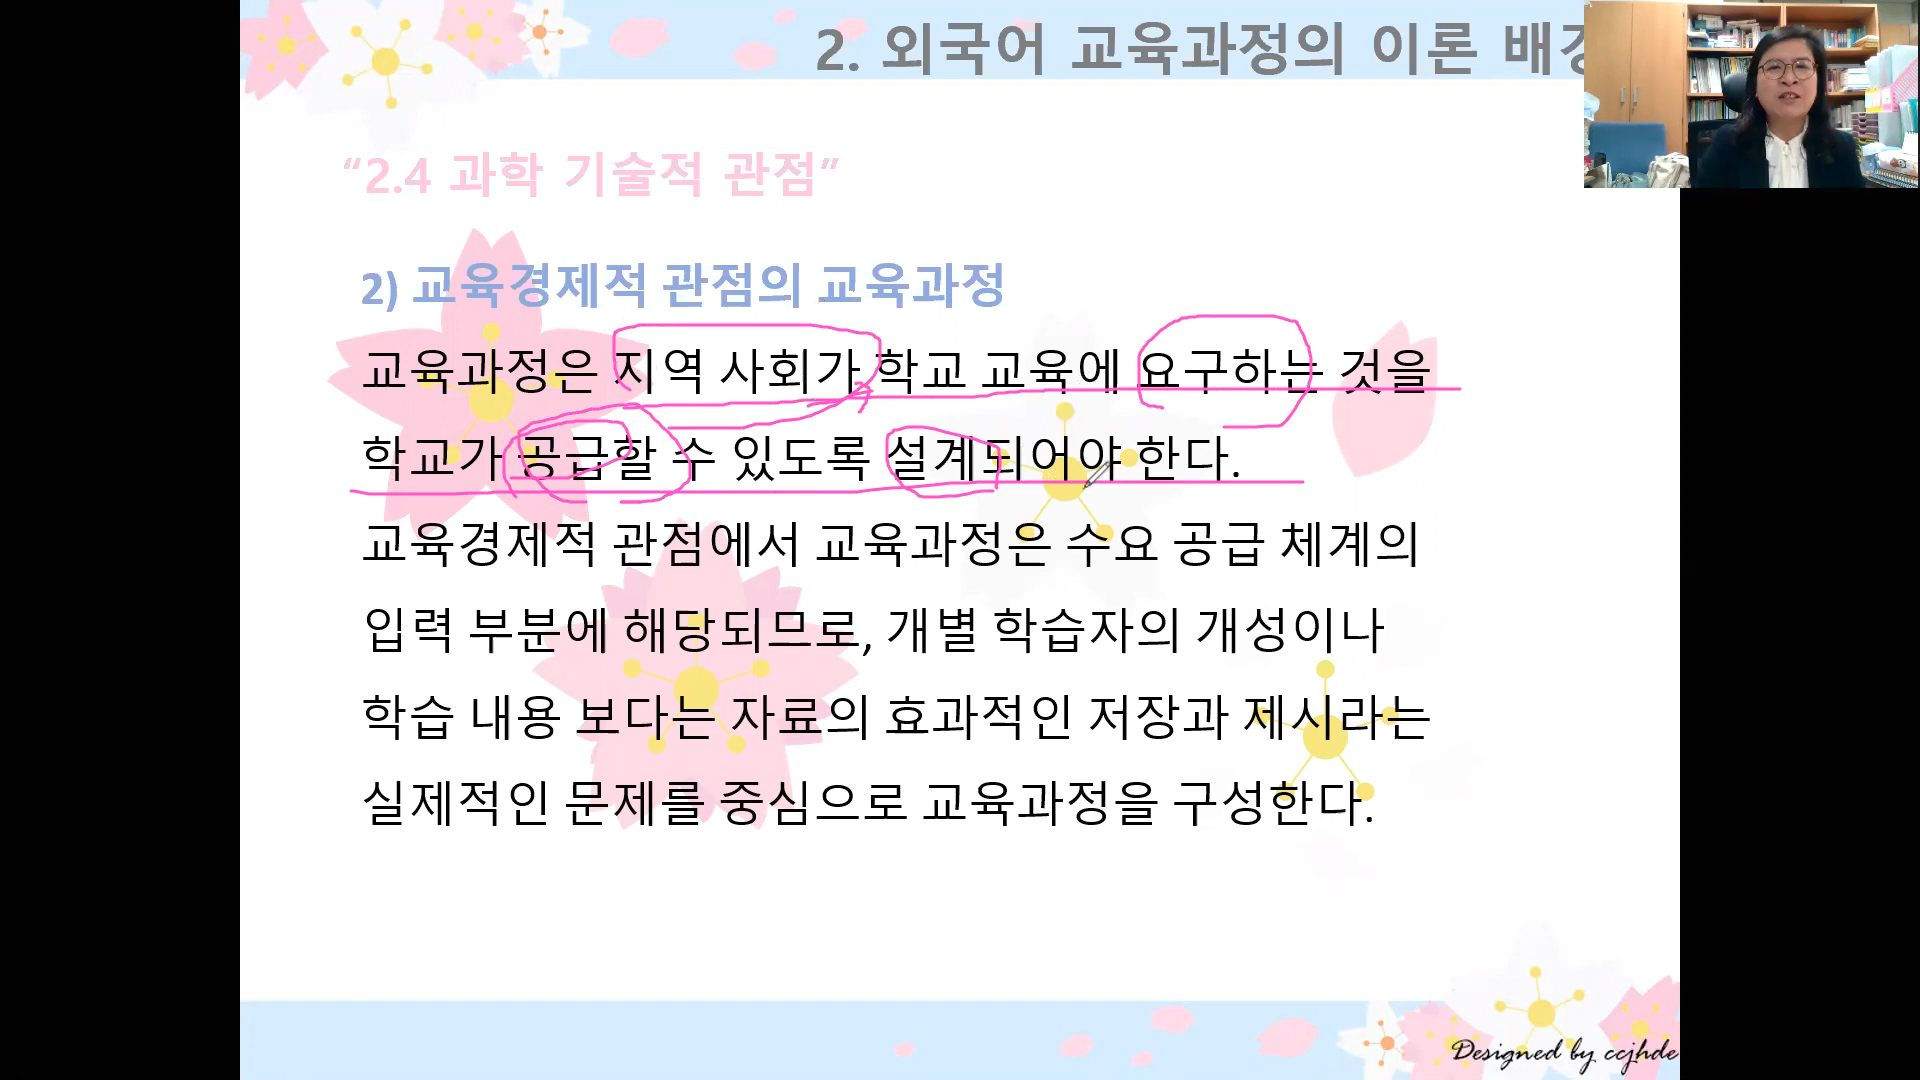 2. 외국어 교육과정의 이론
“2.4 과학 기술적 관점”
2) 교육경제적 관점의 교육과정
교육과정은 지역 사회가 학교 교육에 요구하는 것을
학교가 공급할 수 있도록 설계되어야 한다.
교육경제적 관점에서 교육과정은 수요 공급 체계의
입력 부분에 해당되므로, 개별 학습자의 개성이나
학습 내용 보다는 자료의 효과적인 저장과 제시라는
실제적인 문제를 중심으로 교육과정을 구성한다.
Designed by ccjhde